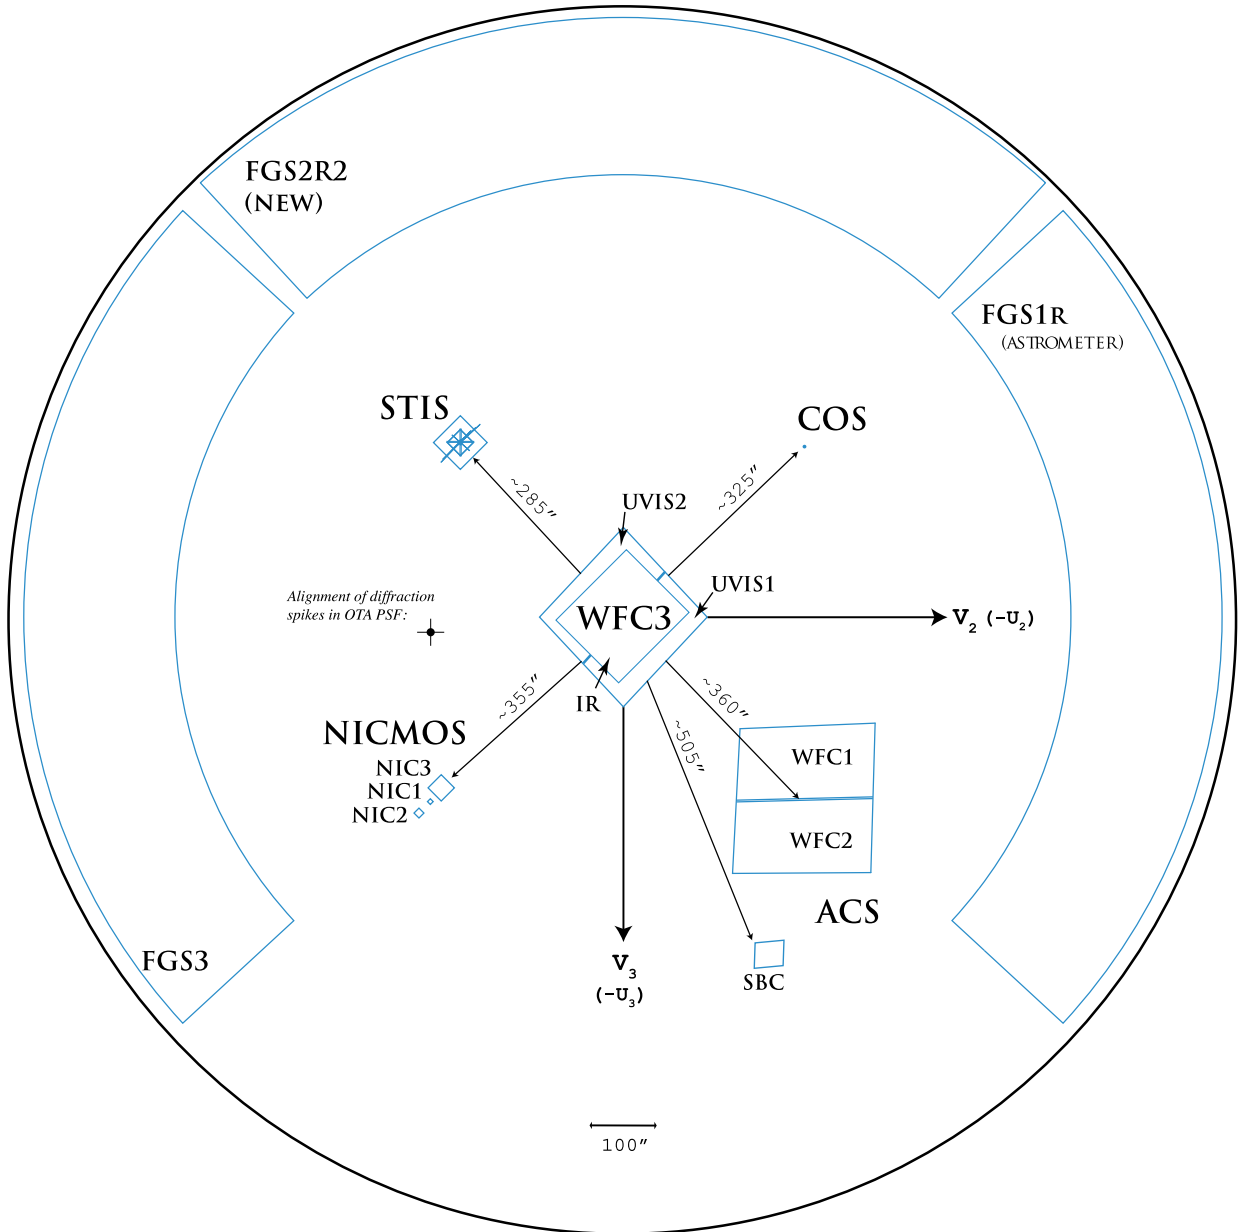 FGS2R2
(NEW)
FGS1R
(ASTROMETER)
STIS
COS
~285″
~325″
UVIS2
UVIS1
Alignment of diffraction
spikes in OTA PSF:
WFC3
V2 (-U2)
IR
~355″
~360″
~505″
NICMOS
NIC3
NIC1
NIC2
WFC1
WFC2
ACS
FGS3
V3
(-U3)
SBC
100″